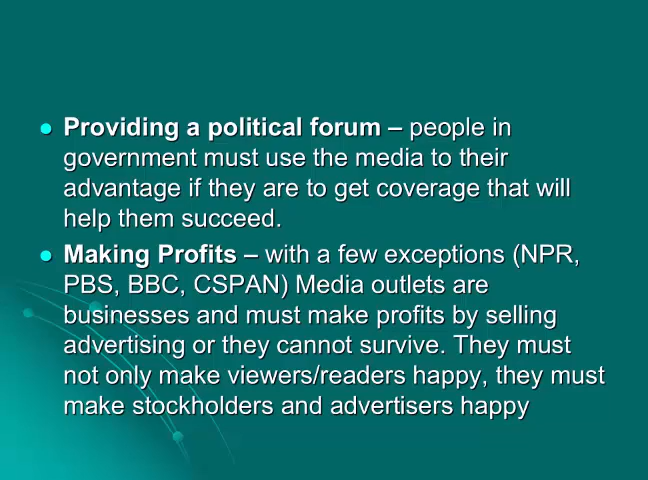 Providing a political forum – people in
government must use the media to their
advantage if they are to get coverage that will
help them succeed.
Making Profits – with a few exceptions (NPR,
PBS, BBC, CSPAN) Media outlets are
businesses and must make profits by selling
advertising or they cannot survive. They must
not only make viewers/readers happy, they must
make stockholders and advertisers happy